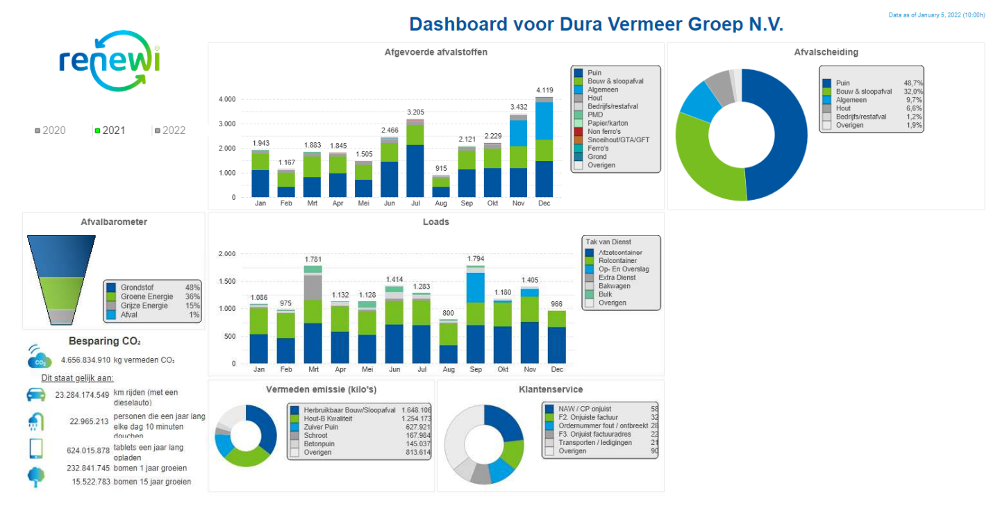 Dashboard voor Dura Vermeer Groep N.V.
Data as of January 5, 2022 (10:00h)
renewi
2020
2021
2022
Afgevoerde afvalstoffen
4.000
3.000
2.000
1.000
0
1.943
1.167
1.883
1.845
1.505
2.466
3.205
915
2.121
2.229
3.432
4.119
Jan
Feb
Mrt
Apr
Mei
Jun
Jul
Aug
Sep
Okt
Nov
Dec
Puin
Bouw & sloopafval
Algemeen
Hout
Bedrijfs/restafval
PMD
Papier/karton
Non ferro's
Snoeihout/GTA/GFT
Ferro's
Grond
Overigen
Afvalscheiding
Puin 48,7%
Bouw & sloopafval 32,0%
Algemeen 9,7%
Hout 6,6%
Bedrijfs/restafval 1,2%
Overigen 1,9%
Afvalbarometer
Grondstof 48%
Groene Energie 36%
Grijze Energie 15%
Afval 1%
Loads
2.000
1.500
1.000
500
0
1.086
975
1.781
1.132
1.128
1.414
1.283
800
1.794
1.180
1.405
966
Jan
Feb
Mrt
Apr
Mei
Jun
Jul
Aug
Sep
Okt
Nov
Dec
Tak van Dienst
Afzetcontainer
Rolcontainer
Op- En Overslag
Extra Dienst
Bakwagen
Bulk
Overigen
Besparing CO₂
CO₂
4.656.834.910 kg vermeden CO₂
Dit staat gelijk aan:
23.284.174.549 km rijden (met een
dieselauto)
22.965.213 personen die een jaar lang
elke dag 10 minuten
douchen
624.015.878 tablets een jaar lang
opladen
232.841.745 bomen 1 jaar groeien
15.522.783 bomen 15 jaar groeien
Vermeden emissie (kilo's)
Herbruikbaar Bouw/Sloopafval 1.648.106
Hout-B Kwaliteit 1.254.173
Zuiver Puin 627.921
Schroot 167.984
Betonpuin 145.037
Overigen 813.614
Klantenservice
NAW / CP onjuist 58
F2. Onjuiste factuur 32
Ordernummer fout / ontbreekt 28
F3. Onjuist factuuradres 22
Transporten / ledigingen 21
Overigen 90